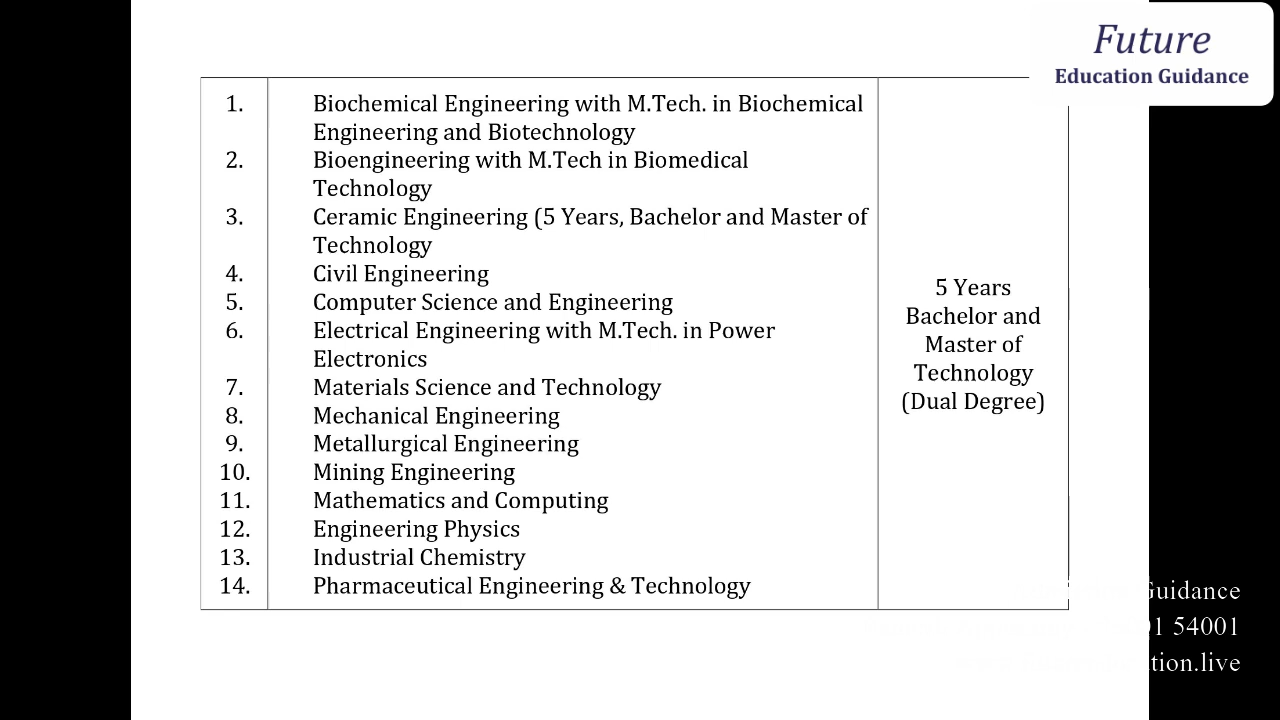 Future
Education Guidance
1. Biochemical Engineering with M.Tech. in Biochemical
Engineering and Biotechnology
2. Bioengineering with M.Tech in Biomedical
Technology
3. Ceramic Engineering (5 Years, Bachelor and Master of
Technology
4. Civil Engineering
5. Computer Science and Engineering
6. Electrical Engineering with M.Tech. in Power
Electronics
7. Materials Science and Technology
8. Mechanical Engineering
9. Metallurgical Engineering
10. Mining Engineering
11. Mathematics and Computing
12. Engineering Physics
13. Industrial Chemistry
14. Pharmaceutical Engineering & Technology
5 Years
Bachelor and
Master of
Technology
(Dual Degree)
Guidance
54001